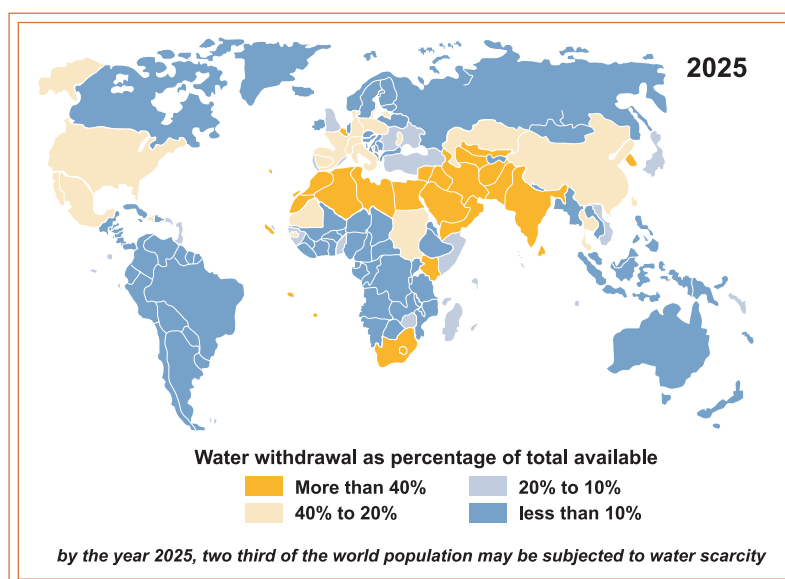 2025
Water withdrawal as percentage of total available
More than 40%
20% to 10%
40% to 20%
less than 10%
by the year 2025, two third of the world population may be subjected to water scarcity